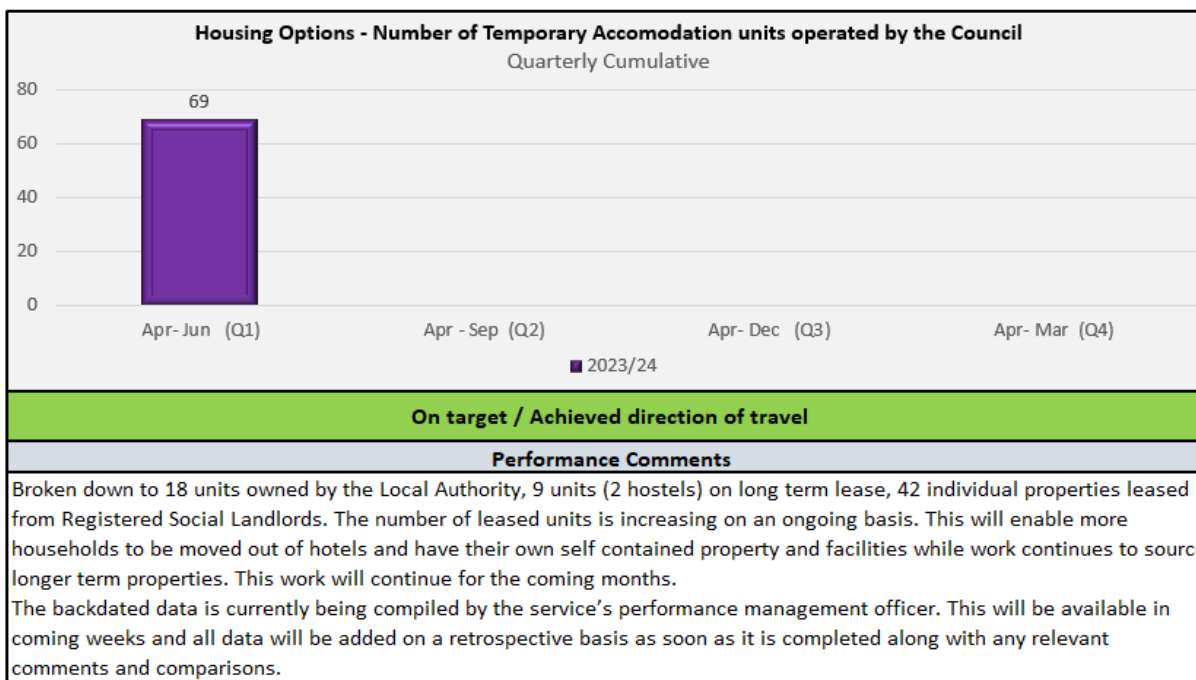 Housing Options - Number of Temporary Accomodation units operated by the Council
Quarterly Cumulative
80
60
40
20
0
69
Apr- Jun (Q1)
Apr - Sep (Q2)
Apr- Dec (Q3)
Apr- Mar (Q4)
2023/24
On target / Achieved direction of travel
Performance Comments
Broken down to 18 units owned by the Local Authority, 9 units (2 hostels) on long term lease, 42 individual properties leased
from Registered Social Landlords. The number of leased units is increasing on an ongoing basis. This will enable more
households to be moved out of hotels and have their own self contained property and facilities while work continues to sourc
longer term properties. This work will continue for the coming months.
The backdated data is currently being compiled by the service’s performance management officer. This will be available in
coming weeks and all data will be added on a retrospective basis as soon as it is completed along with any relevant
comments and comparisons.